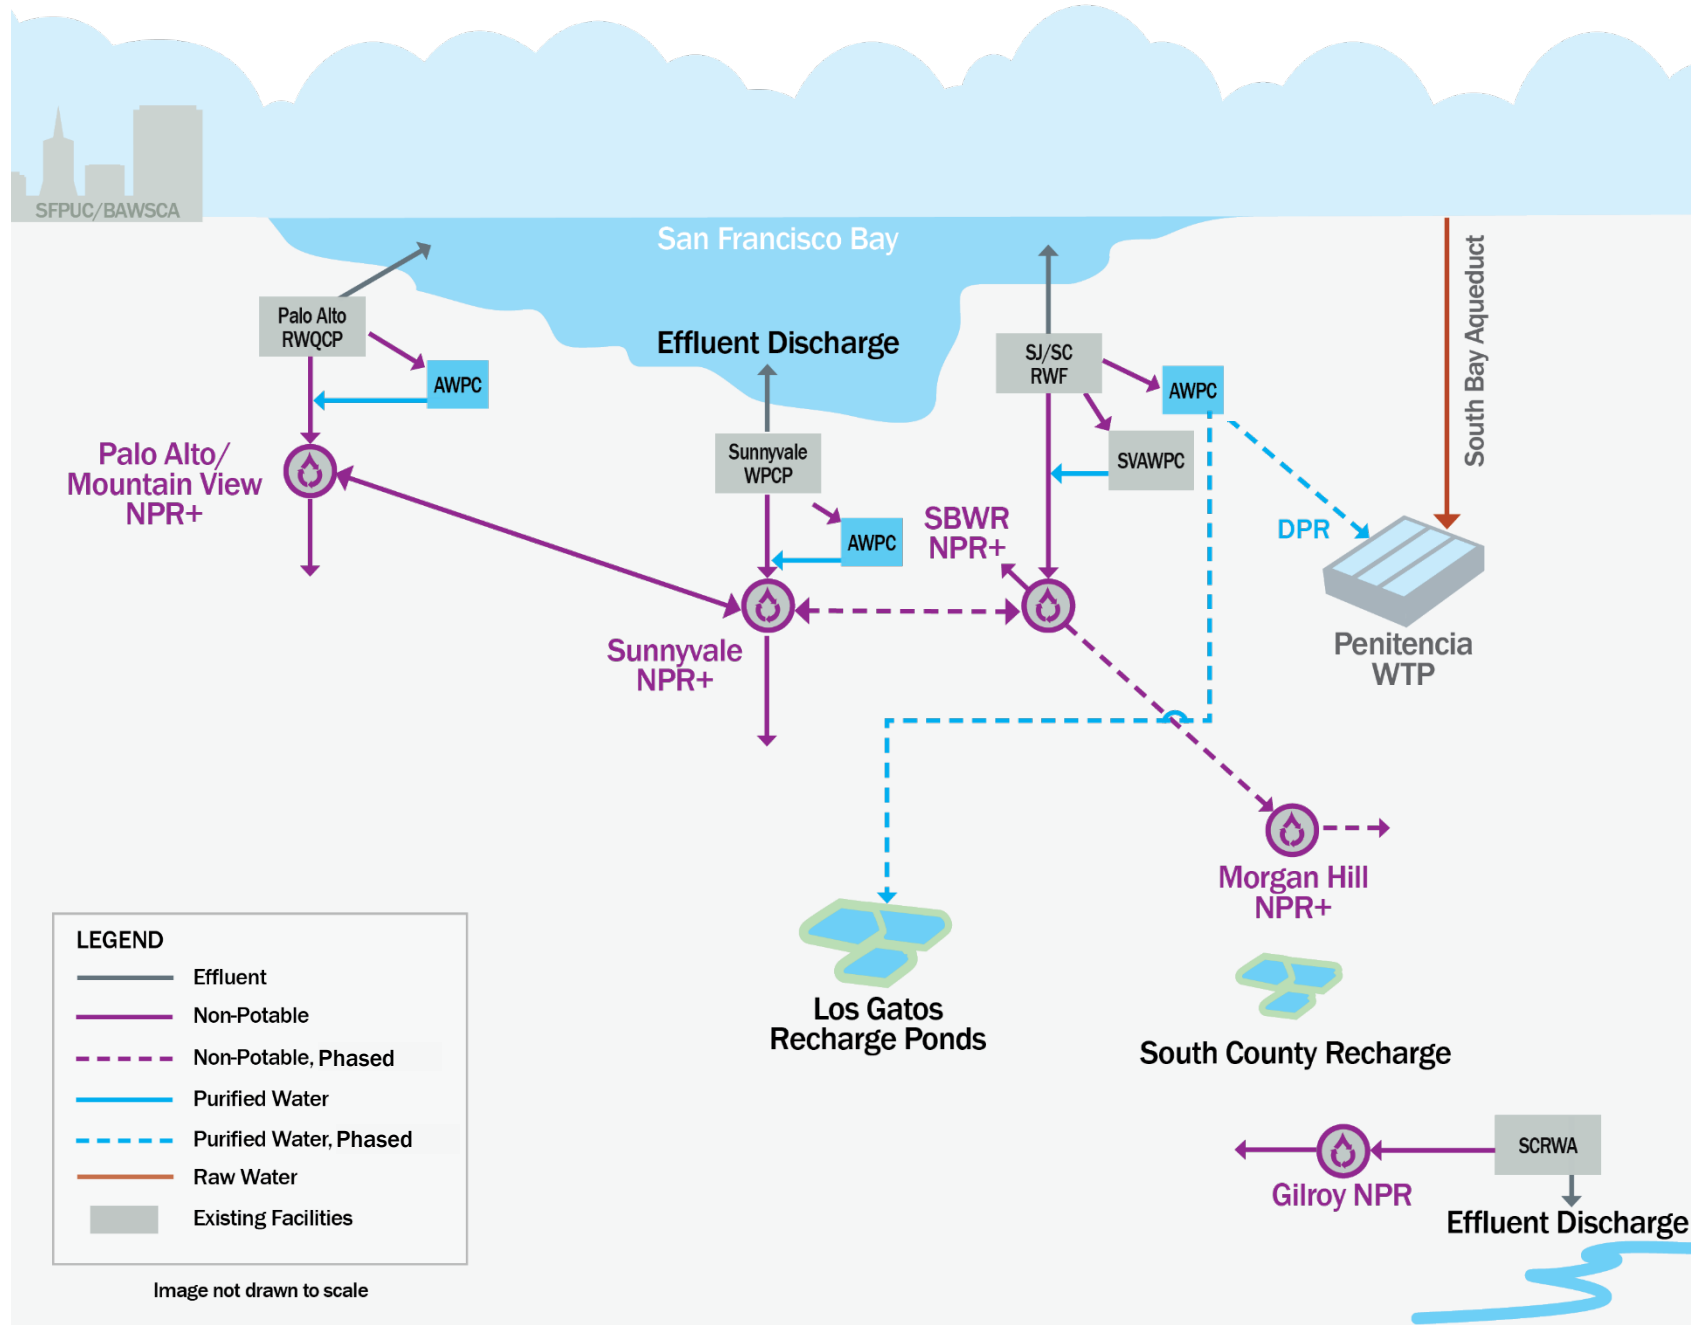 SFPUC/BAWSCA
San Francisco Bay
South Bay Aqueduct
Palo Alto
RWQCP
AWPC
Effluent Discharge
SJ/SC
RWF
AWPC
Palo Alto/
Mountain View
NPR+
Sunnyvale
WPCP
SVAWPC
AWPC
SBWR
NPR+
DPR
Penitencia
WTP
Sunnyvale
NPR+
Morgan Hill
NPR+
Los Gatos
Recharge Ponds
South County Recharge
SCRWA
Gilroy NPR
Effluent Discharge
LEGEND
Effluent
Non-Potable
Non-Potable, Phased
Purified Water
Purified Water, Phased
Raw Water
Existing Facilities
Image not drawn to scale